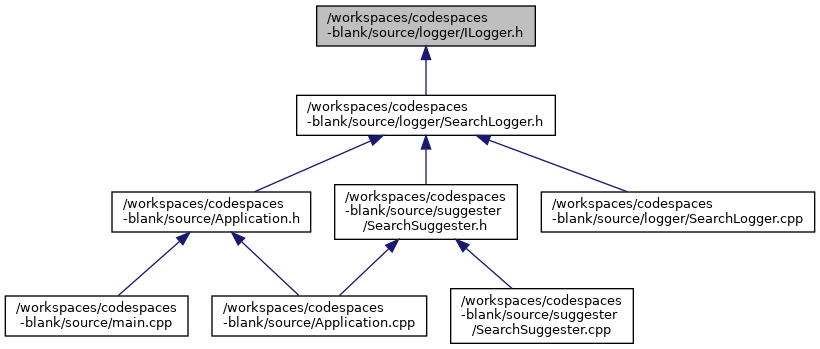 /workspaces/codespaces
-blank/source/logger/ILogger.h
/workspaces/codespaces
-blank/source/logger/SearchLogger.h
/workspaces/codespaces
-blank/source/Application.h
/workspaces/codespaces
-blank/source/suggester
/SearchSuggester.h
/workspaces/codespaces
-blank/source/logger/SearchLogger.cpp
/workspaces/codespaces
-blank/source/main.cpp
/workspaces/codespaces
-blank/source/Application.cpp
/workspaces/codespaces
-blank/source/suggester
/SearchSuggester.cpp